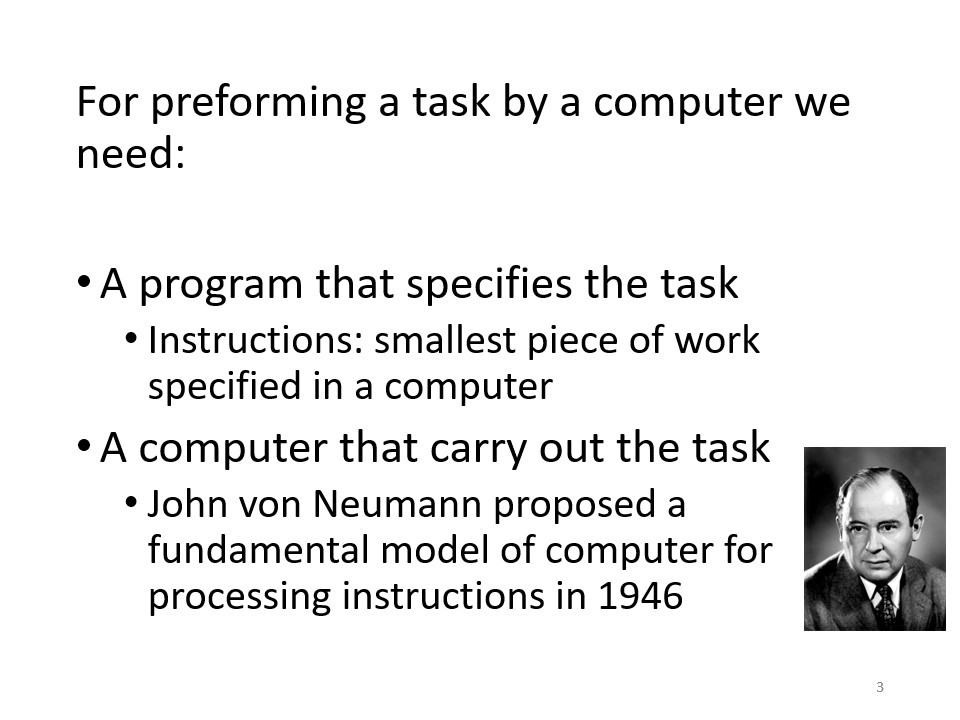 For preforming a task by a computer we
need:
• A program that specifies the task
• Instructions: smallest piece of work
specified in a computer
• A computer that carry out the task
• John von Neumann proposed a
fundamental model of computer for
processing instructions in 1946
3